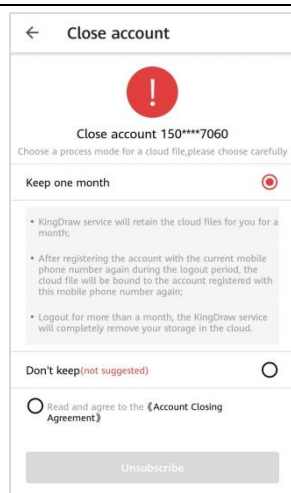 Close account
!
Close account 150****7060
Choose a process mode for a cloud file,please choose carefully
Keep one month
• KingDraw service will retain the cloud files for you for a
month;
• After registering the account with the current mobile
phone number again during the logout period, the
cloud file will be bound to the account registered with
this mobile phone number again;
• Logout for more than a month, the KingDraw service
will completely remove your storage in the cloud.
Don't keep(not suggested)
Read and agree to the《Account Closing
Agreement》
Unsubscribe